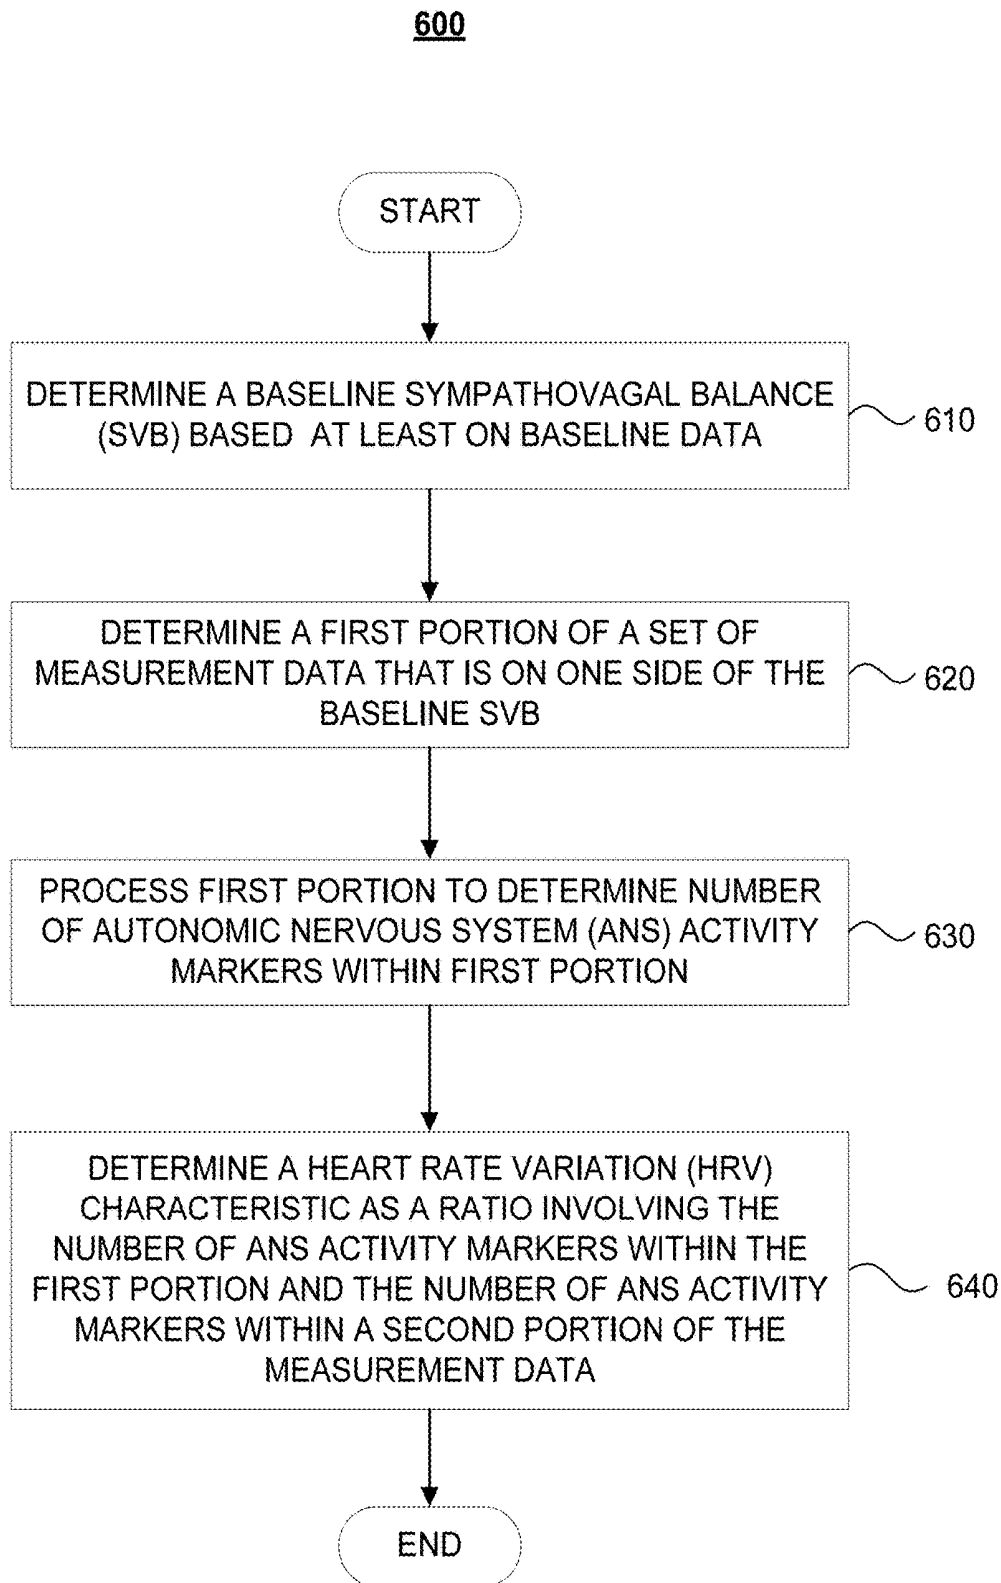 600
START
DETERMINE A BASELINE SYMPATHOVAGAL BALANCE
(SVB) BASED AT LEAST ON BASELINE DATA
610
DETERMINE A FIRST PORTION OF A SET OF
MEASUREMENT DATA THAT IS ON ONE SIDE OF THE
BASELINE SVB
620
PROCESS FIRST PORTION TO DETERMINE NUMBER
OF AUTONOMIC NERVOUS SYSTEM (ANS) ACTIVITY
MARKERS WITHIN FIRST PORTION
630
DETERMINE A HEART RATE VARIATION (HRV)
CHARACTERISTIC AS A RATIO INVOLVING THE
NUMBER OF ANS ACTIVITY MARKERS WITHIN THE
FIRST PORTION AND THE NUMBER OF ANS ACTIVITY
MARKERS WITHIN A SECOND PORTION OF THE
MEASUREMENT DATA
640
END